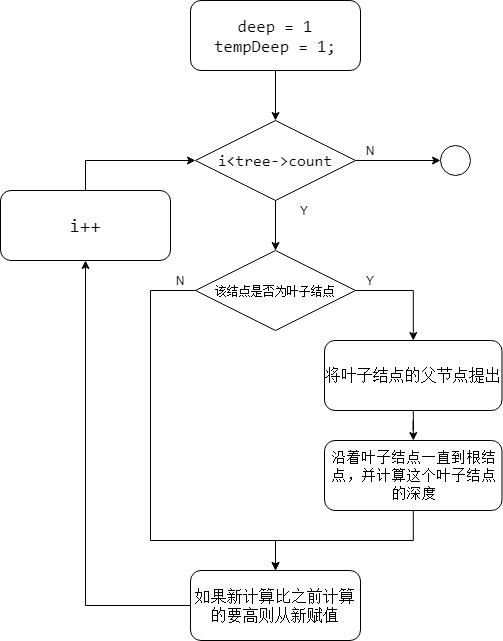 deep = 1
tempDeep = 1;
i<tree->count
N
Y
i++
该结点是否为叶子结点
N
Y
将叶子结点的父节点提出
沿着叶子结点一直到根结
点，并计算这个叶子结点
的深度
如果新计算比之前计算
的要高则从新赋值